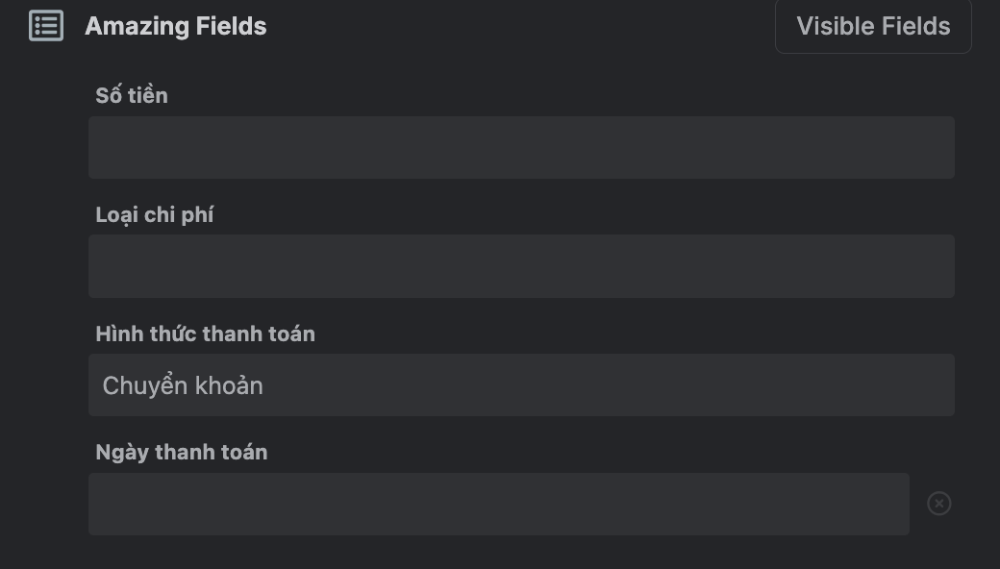 Amazing Fields
Visible Fields
Số tiền
Loại chi phí
Hình thức thanh toán
Chuyển khoản
Ngày thanh toán